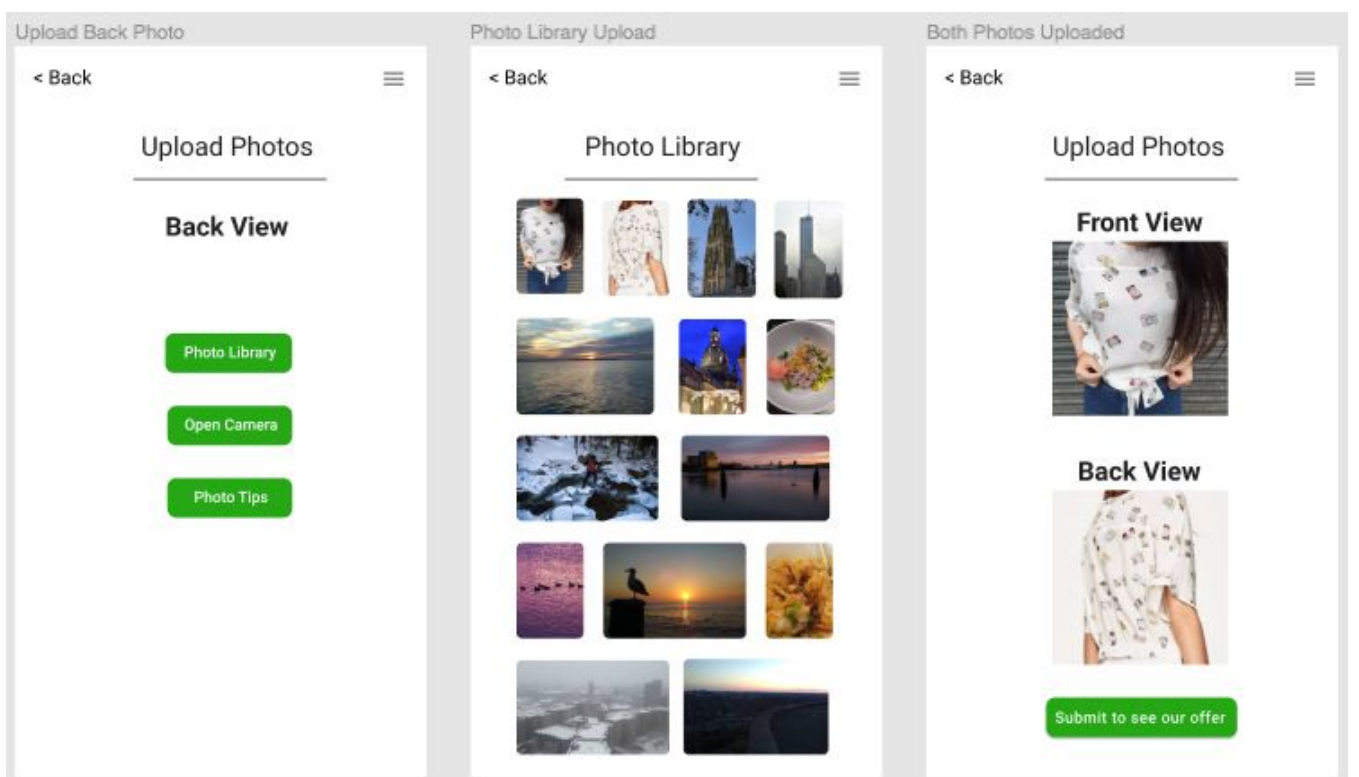 Upload Back Photo
< Back
Upload Photos
Back View
Photo Library
Open Camera
Photo Tips
Photo Library Upload
< Back
Photo Library
Both Photos Uploaded
< Back
Upload Photos
Front View
Back View
Submit to see our offer